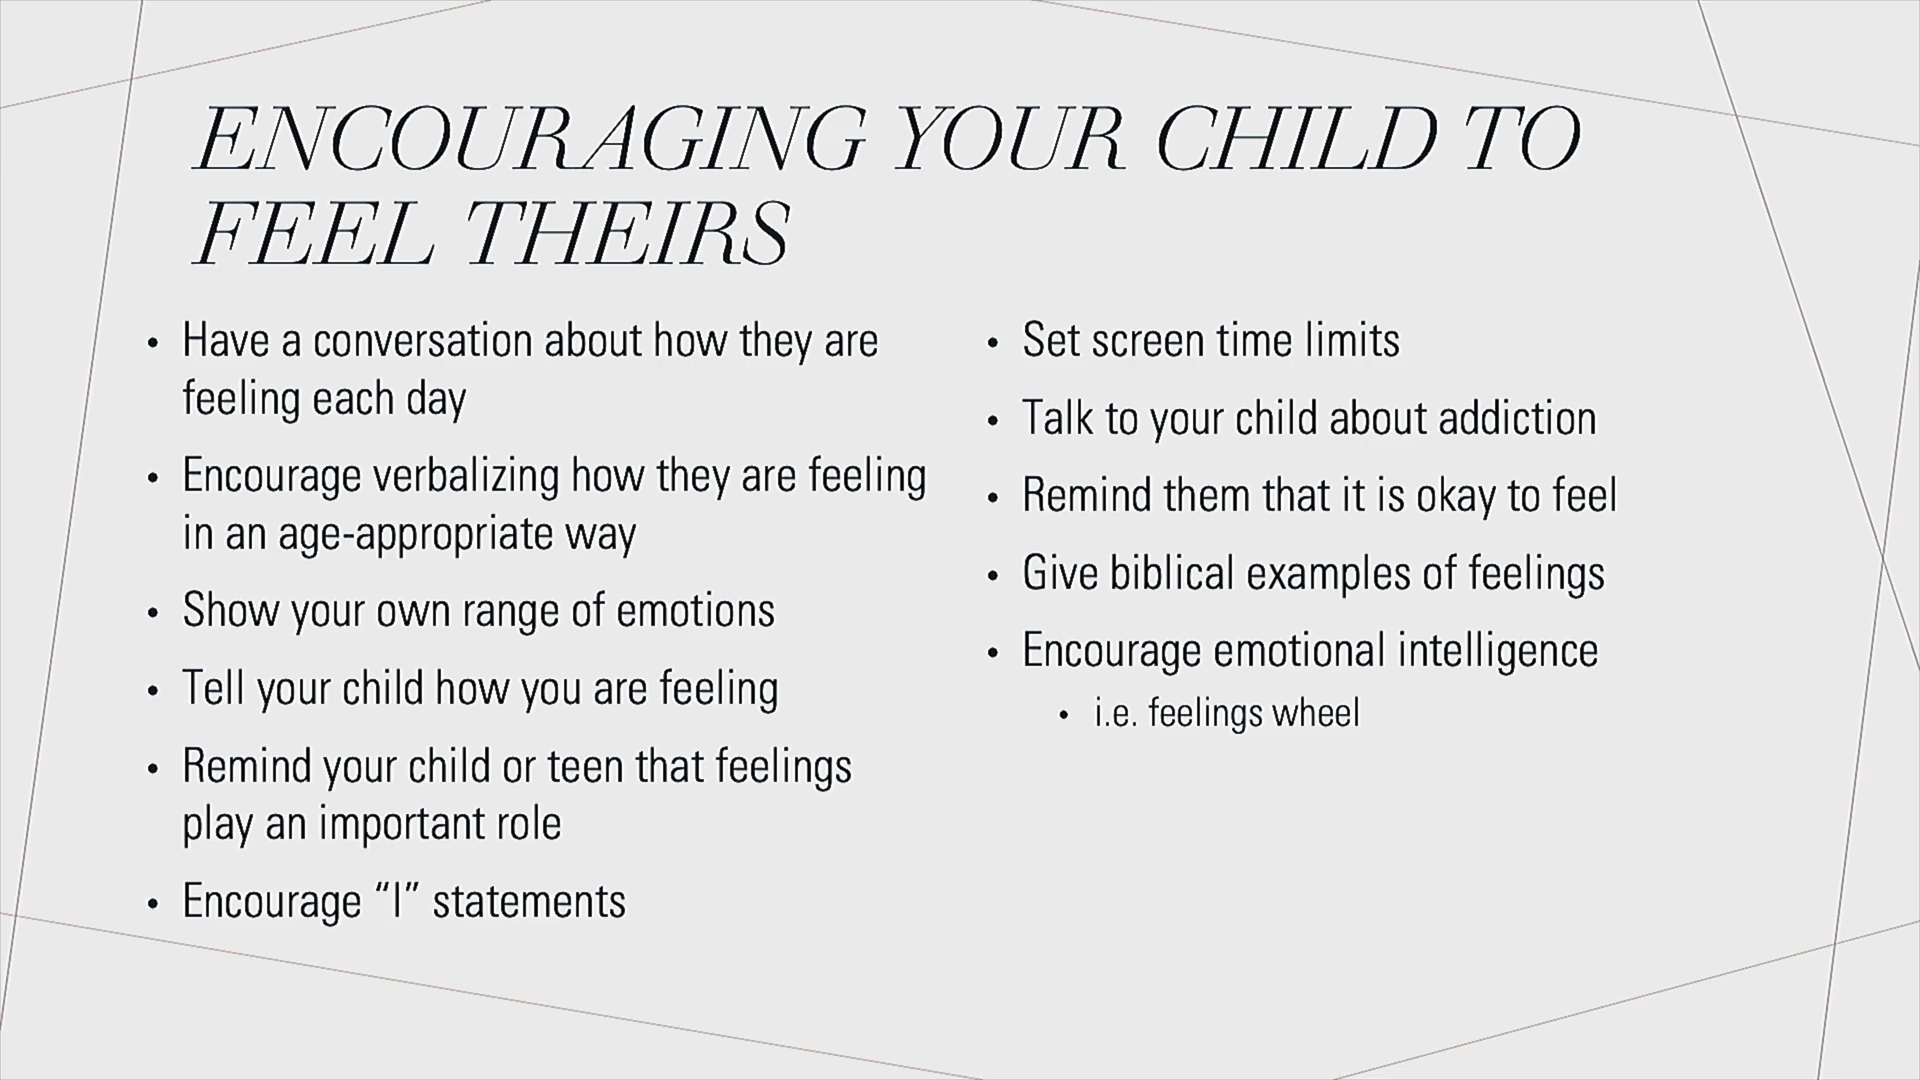 ENCOURAGING YOUR CHILD TO
FEEL THEIRS
• Have a conversation about how they are
feeling each day
• Encourage verbalizing how they are feeling
in an age-appropriate way
• Show your own range of emotions
• Tell your child how you are feeling
• Remind your child or teen that feelings
play an important role
• Encourage “I” statements
• Set screen time limits
• Talk to your child about addiction
• Remind them that it is okay to feel
• Give biblical examples of feelings
• Encourage emotional intelligence
• i.e. feelings wheel